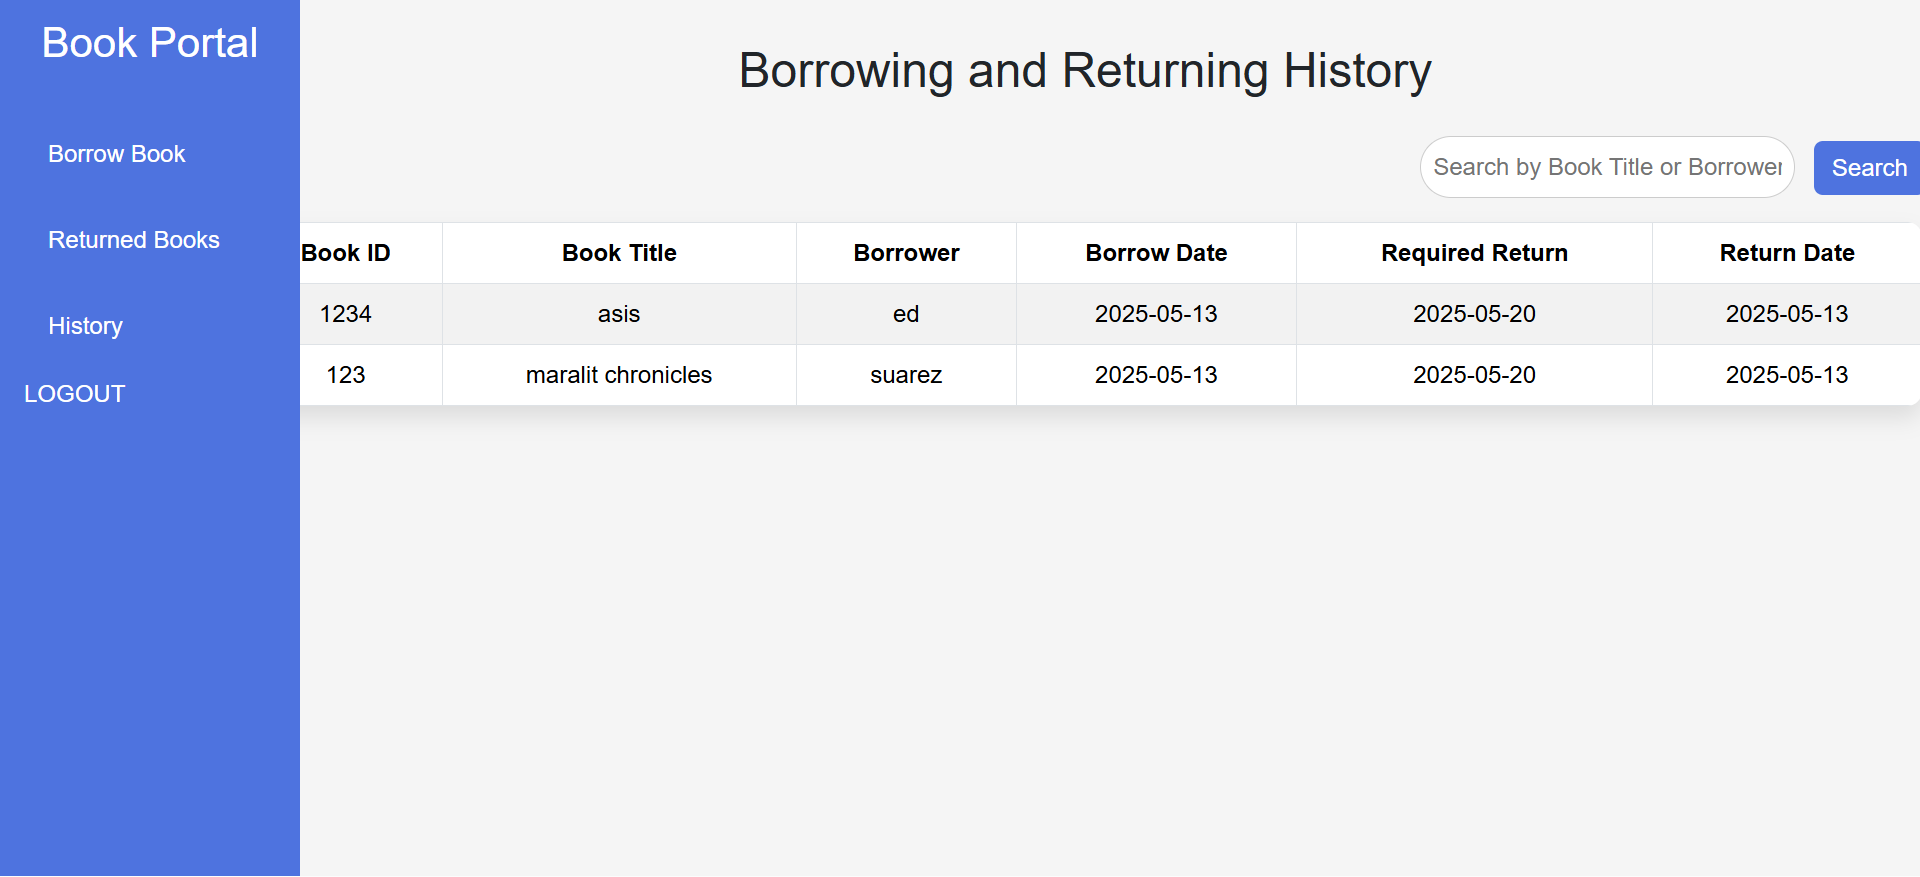 Book Portal
Borrow Book
Returned Books
History
LOGOUT
Borrowing and Returning History
Search by Book Title or Borrower Search
Book ID Book Title Borrower Borrow Date Required Return Return Date
1234 asis ed 2025-05-13 2025-05-20 2025-05-13
123 maralit chronicles suarez 2025-05-13 2025-05-20 2025-05-13